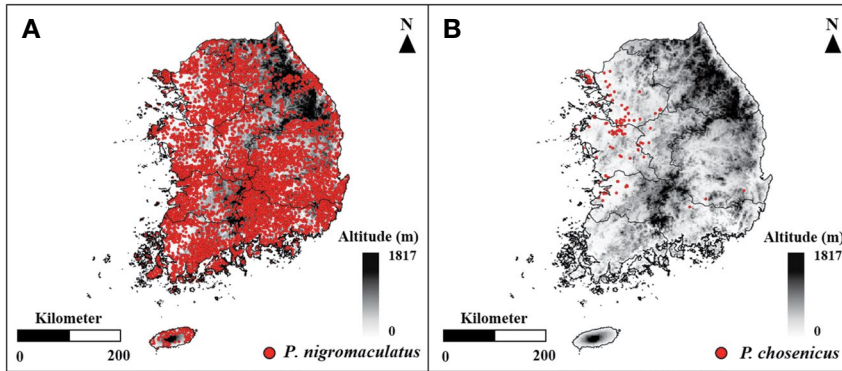 A
N
Altitude (m)
1817
0
Kilometer
0 200
P. nigromaculatus
B
N
Altitude (m)
1817
0
Kilometer
0 200
P. chosenicus